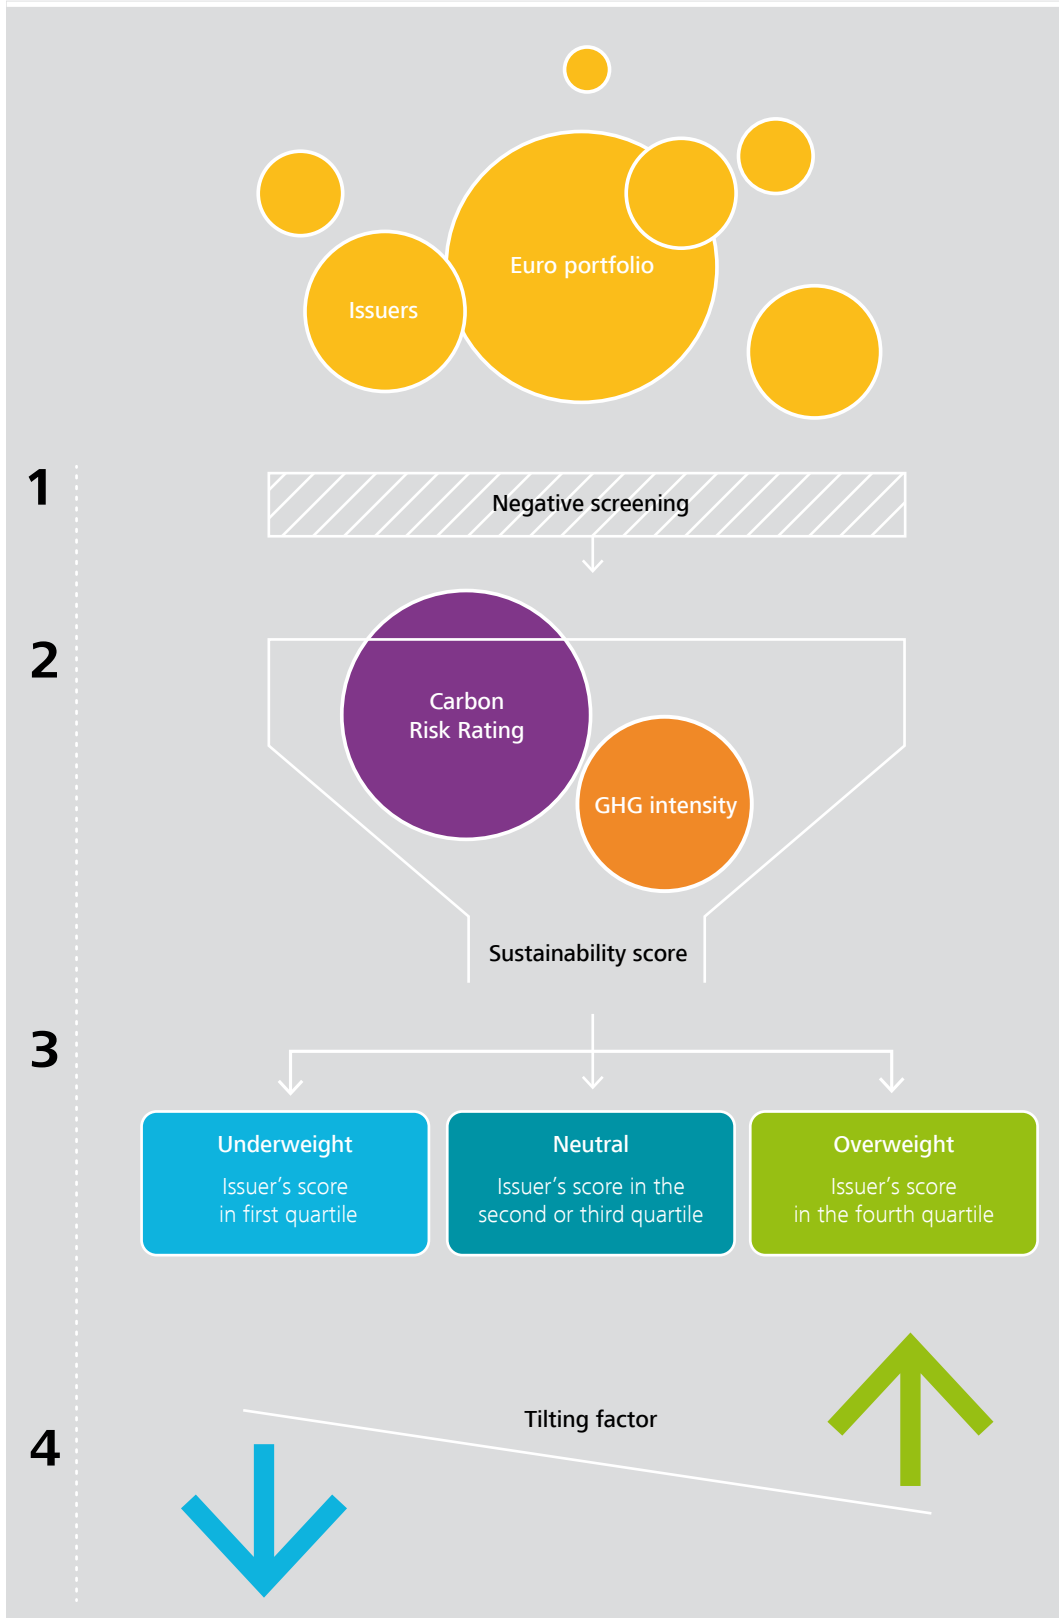 Euro portfolio
Issuers
1
Negative screening
2
Carbon
Risk Rating
GHG intensity
Sustainability score
3
Underweight
Issuer’s score
in first quartile
Neutral
Issuer’s score in the
second or third quartile
Overweight
Issuer’s score
in the fourth quartile
4
Tilting factor